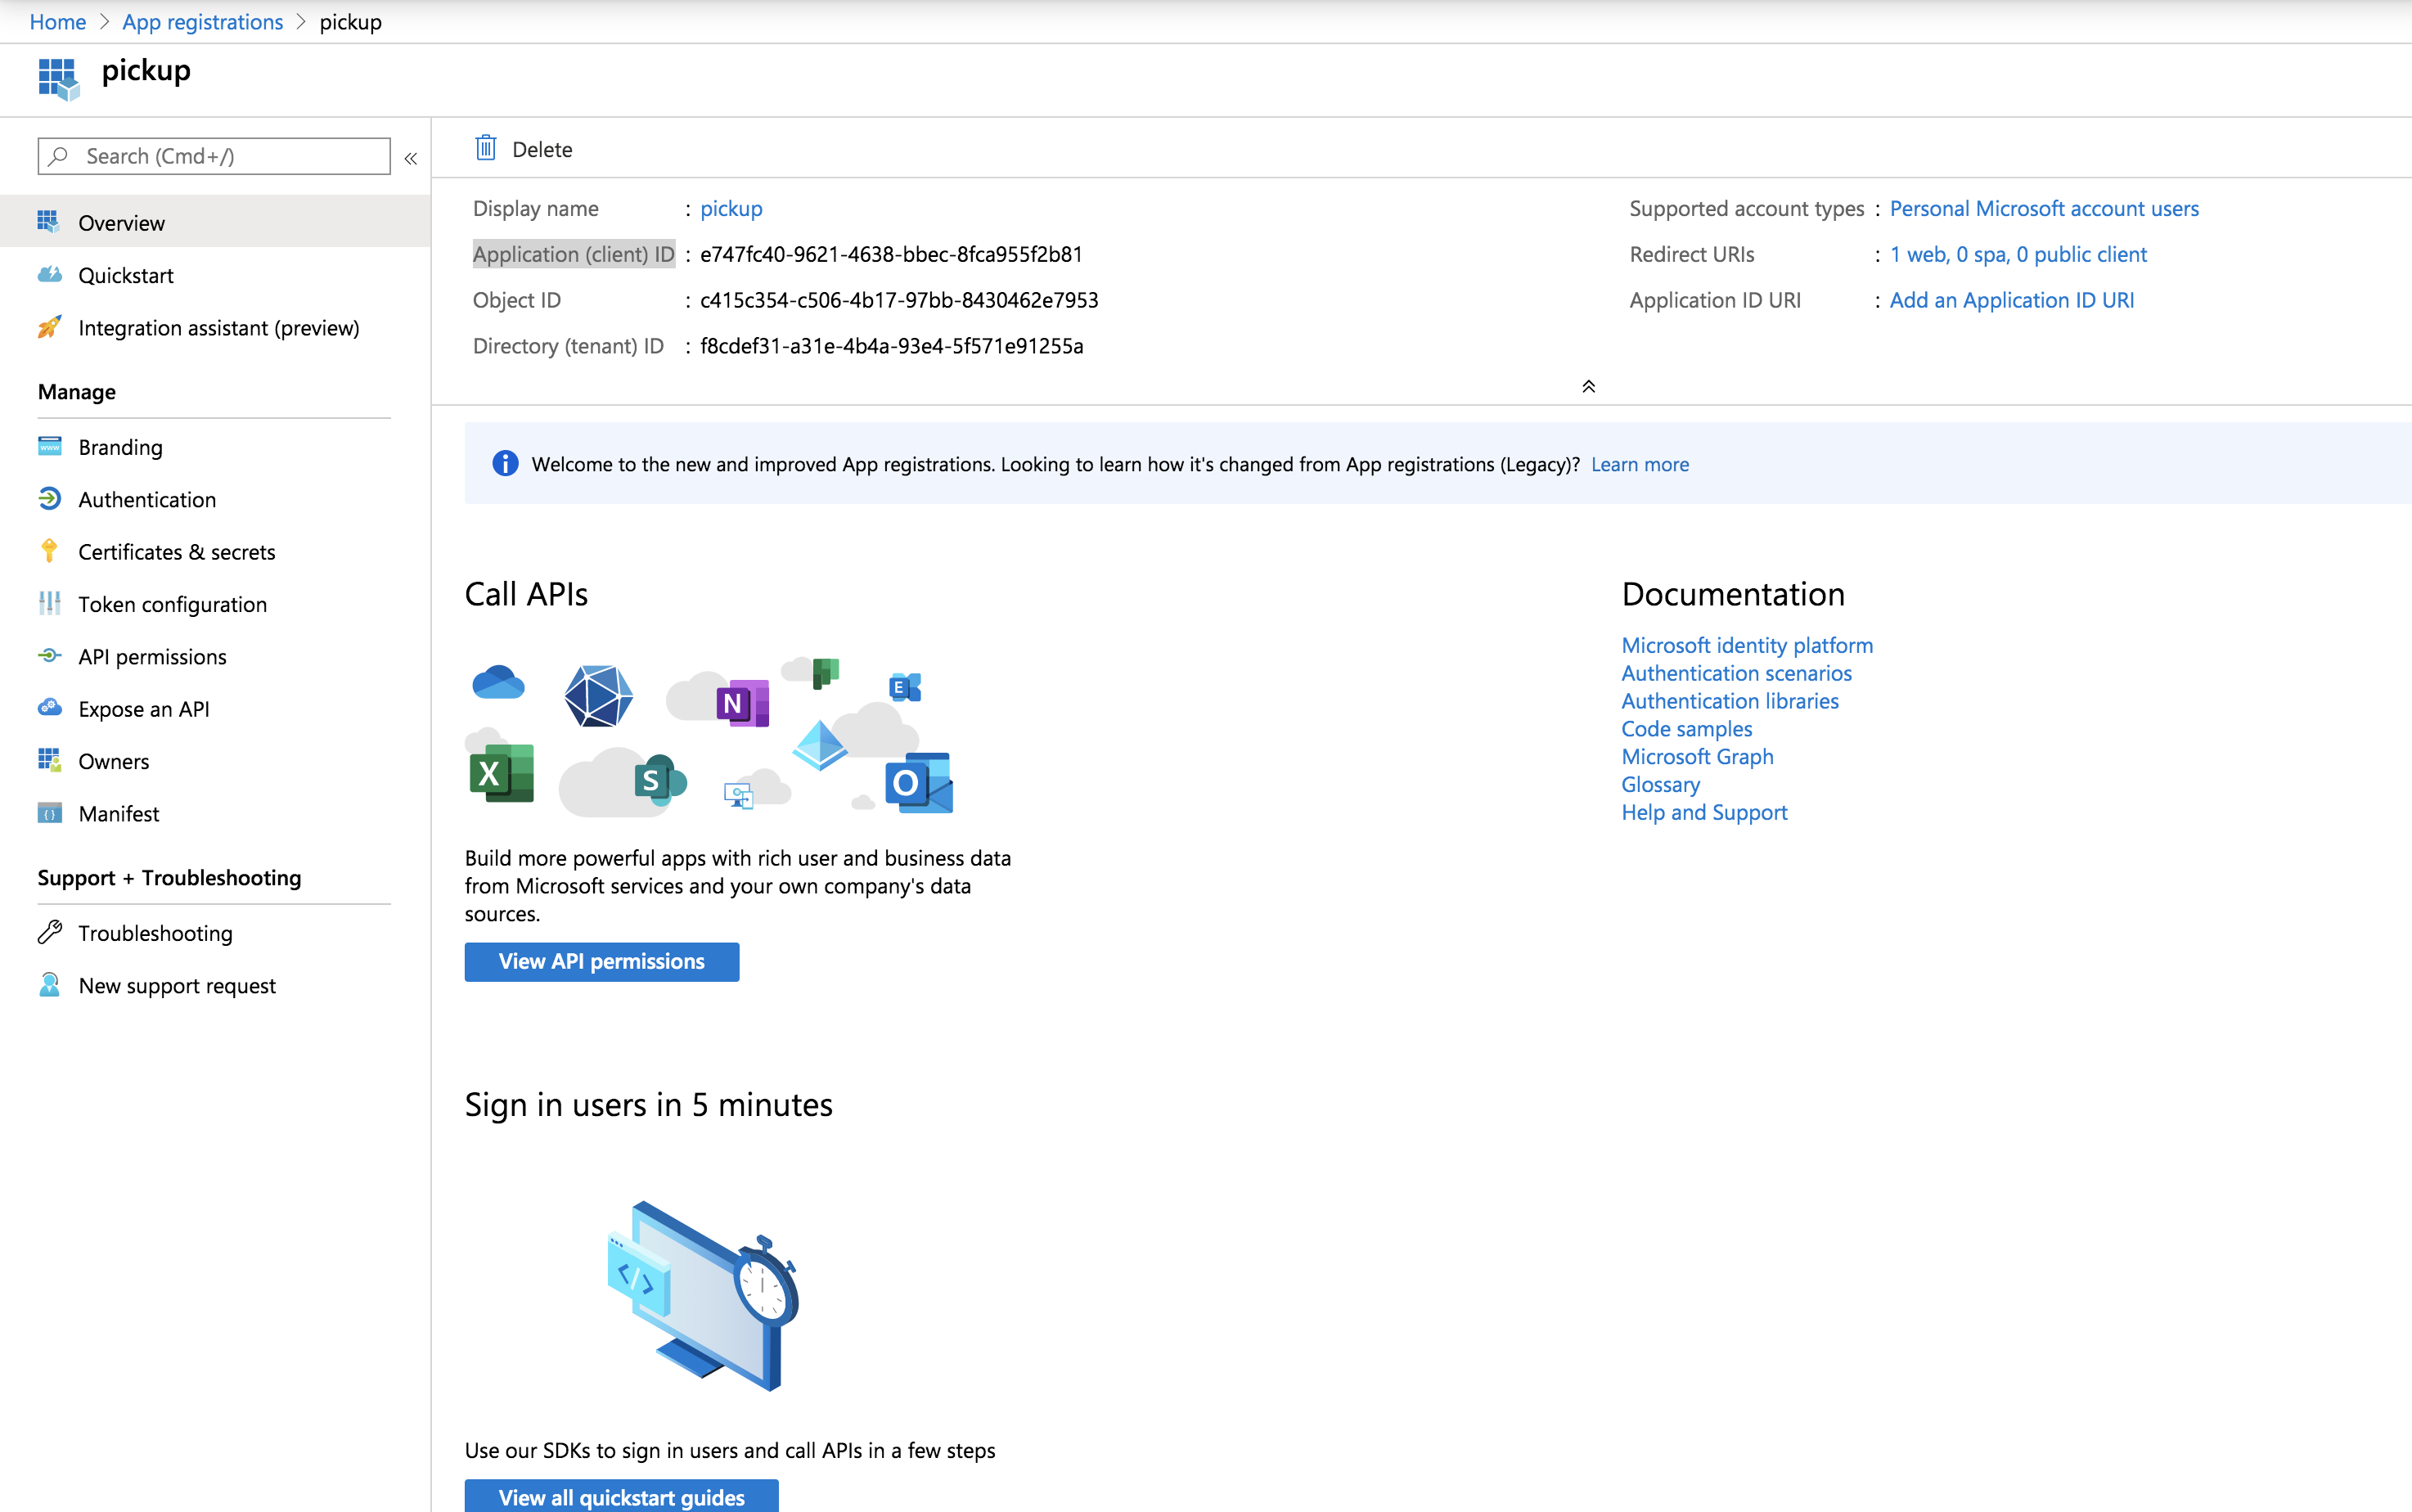 Home > App registrations > pickup
pickup
Search (Cmd+/)
«
Overview
Quickstart
Integration assistant (preview)
Manage
Branding
Authentication
Certificates & secrets
Token configuration
API permissions
Expose an API
Owners
Manifest
Support + Troubleshooting
Troubleshooting
New support request
Delete
Display name : pickup
Application (client) ID : e747fc40-9621-4638-bbec-8fca955f2b81
Object ID : c415c354-c506-4b17-97bb-8430462e7953
Directory (tenant) ID : f8cdef31-a31e-4b4a-93e4-5f571e91255a
Supported account types : Personal Microsoft account users
Redirect URIs : 1 web, 0 spa, 0 public client
Application ID URI : Add an Application ID URI
Welcome to the new and improved App registrations. Looking to learn how it's changed from App registrations (Legacy)? Learn more
Call APIs
N
E
X
S
O
Build more powerful apps with rich user and business data
from Microsoft services and your own company's data
sources.
View API permissions
Documentation
Microsoft identity platform
Authentication scenarios
Authentication libraries
Code samples
Microsoft Graph
Glossary
Help and Support
Sign in users in 5 minutes
</>
Use our SDKs to sign in users and call APIs in a few steps
View all quickstart guides